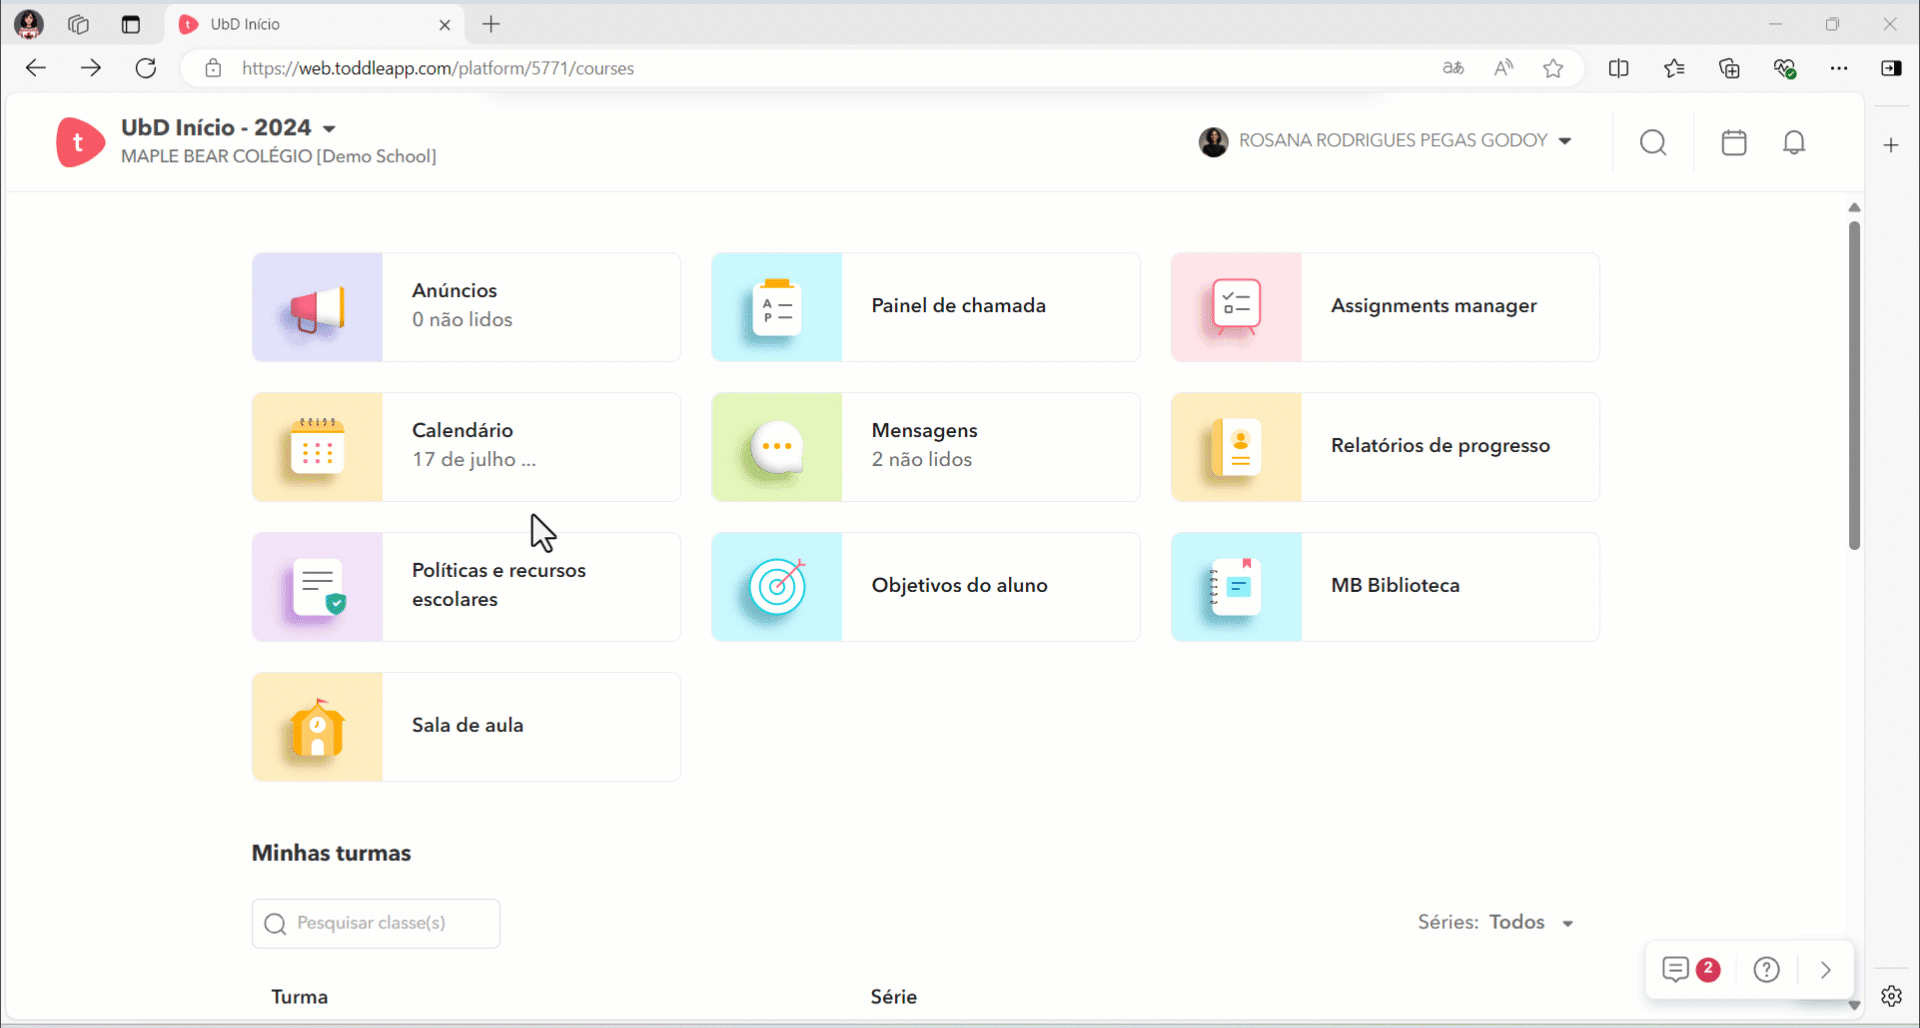 UbD Início
https://web.toddleapp.com/platform/5771/courses
aあ
A
t
UbD Início - 2024
MAPLE BEAR COLÉGIO [Demo School]
ROSANA RODRIGUES PEGAS GODOY
Anúncios
0 não lidos
A
P
Painel de chamada
Assignments manager
Calendário
17 de julho ...
Mensagens
2 não lidos
Relatórios de progresso
Políticas e recursos
escolares
Objetivos do aluno
MB Biblioteca
Sala de aula
Minhas turmas
Pesquisar classe(s)
Séries: Todos
2
?
Turma
Série